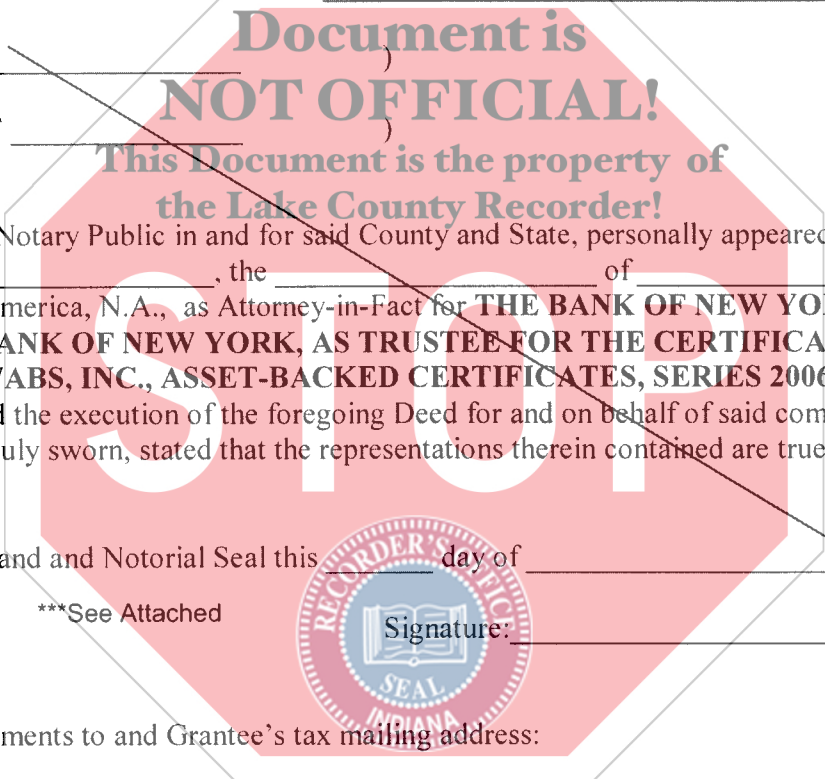 Document is
)
NOT OFFICIAL!
)
This Document is the property of
the Lake County Recorder!
Notary Public in and for said County and State, personally appeared
, the of
merica, N.A., as Attorney-in-Fact for THE BANK OF NEW YO
ANK OF NEW YORK, AS TRUSTEE FOR THE CERTIFICA
ABS, INC., ASSET-BACKED CERTIFICATES, SERIES 2006
the execution of the foregoing Deed for and on behalf of said com
uly sworn, stated that the representations therein contained are true
STOP
and and Notorial Seal this day of
***See Attached
Signature:
RECORDER'S OFFICE
SEAL
INDIANA
ments to and Grantee's tax mailing address: